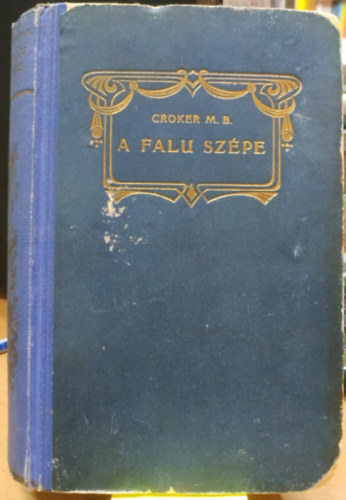 CROKER M. B.
A FALU SZÉPE